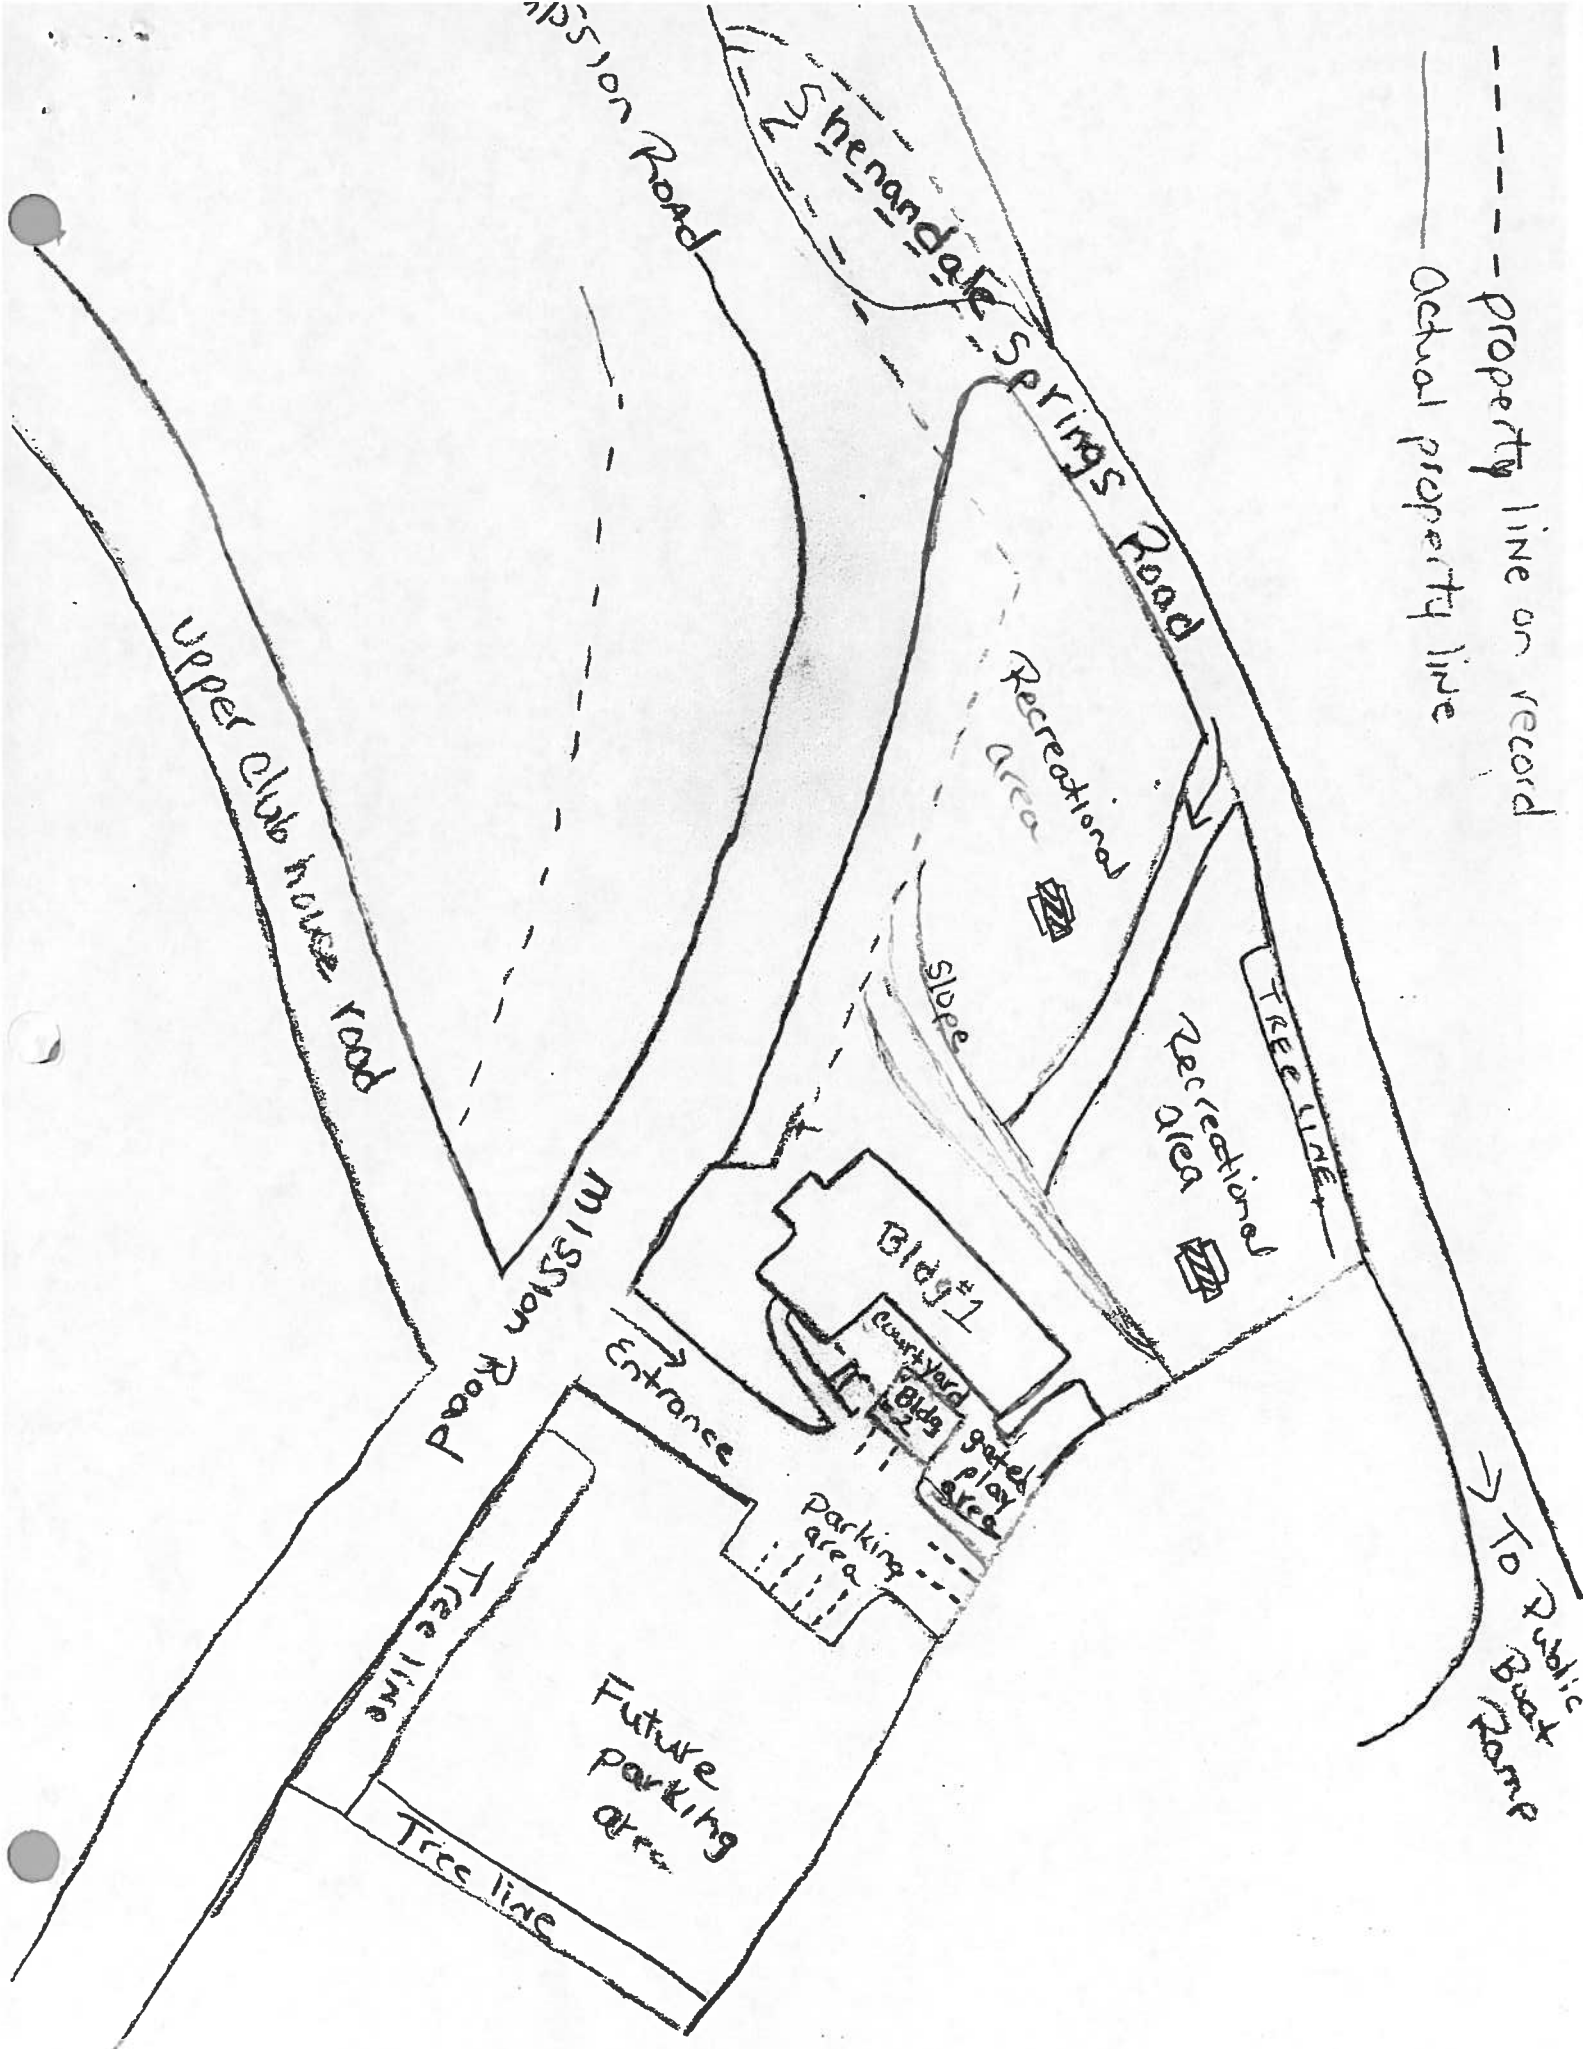 property line on record
actual property line
Shenandale Springs Road
Road
Recreational
area
Slope
TREE LINE
Recreational
area
upper club house road
Mission Road
Entrance
Bldg #1
courtyard
Bldg
2
gated
play
area
Parking
area
To Public
Boat
Ramp
Tree line
Future
parking
area
Tree line